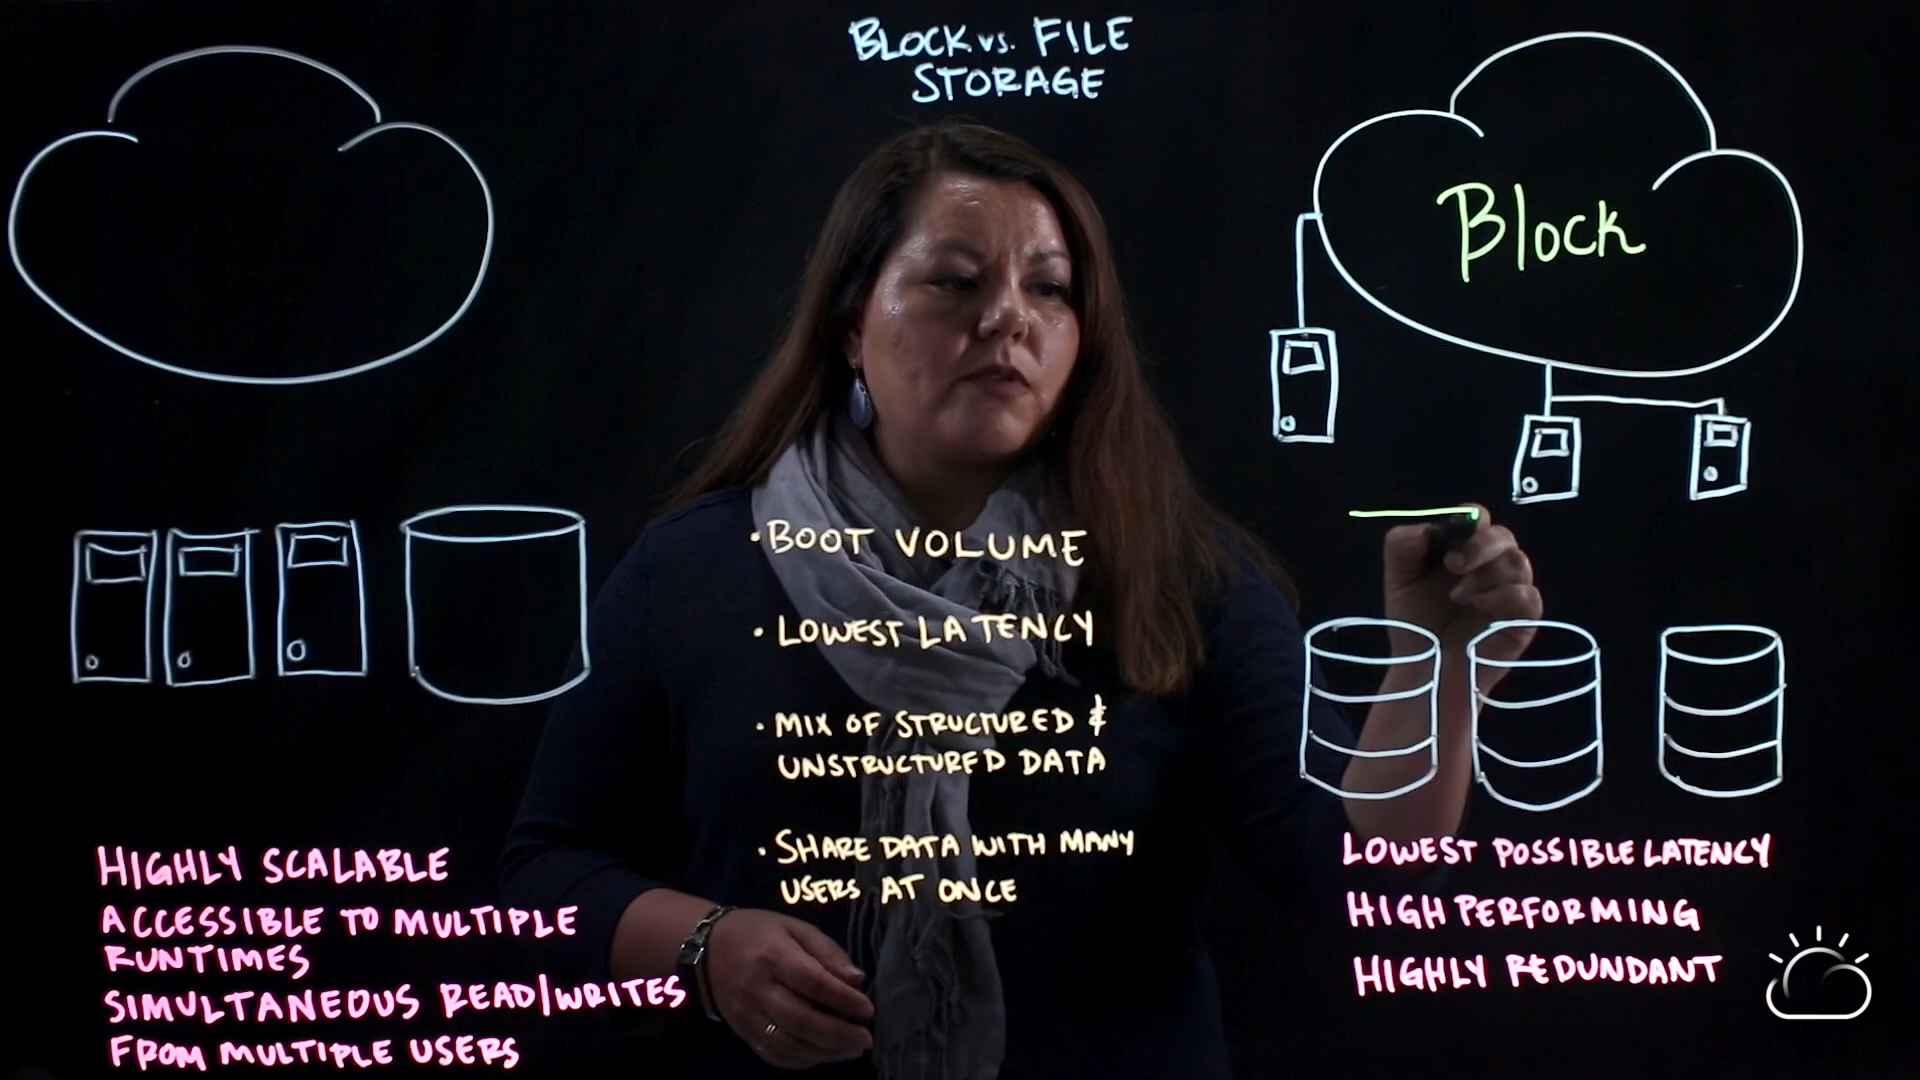 BLOCK vs. FILE
STORAGE
Block
• BOOT VOLUME
• LOWEST LATENCY
• MIX OF STRUCTURED &
UNSTRUCTURED DATA
• SHARE DATA WITH MANY
USERS AT ONCE
HIGHLY SCALABLE
ACCESSIBLE TO MULTIPLE
RUNTIMES
SIMULTANEOUS READ/WRITES
FROM MULTIPLE USERS
LOWEST POSSIBLE LATENCY
HIGH PERFORMING
HIGHLY REDUNDANT